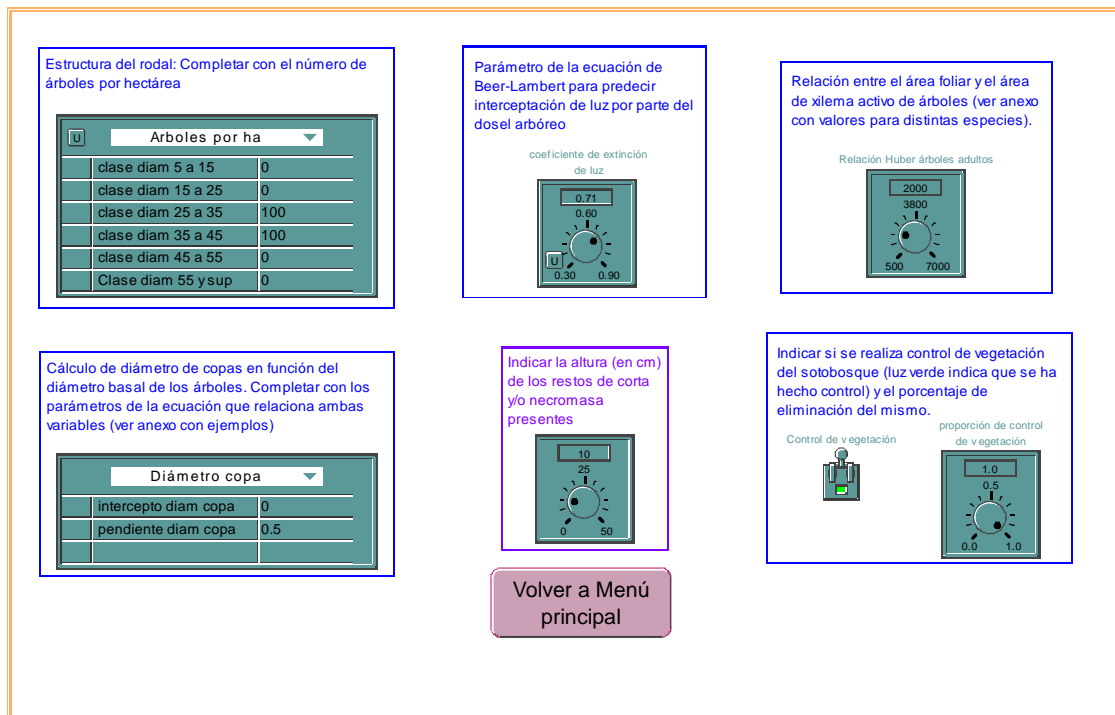 Estructura del rodal: Completar con el número de
árboles por hectárea
U
Arboles por ha
clase diam 5 a 15 0
clase diam 15 a 25 0
clase diam 25 a 35 100
clase diam 35 a 45 100
clase diam 45 a 55 0
Clase diam 55 y sup 0
Parámetro de la ecuación de
Beer-Lambert para predecir
interceptación de luz por parte del
dosel arbóreo
coeficiente de extinción
de luz
0.71
0.60
U
0.30 0.90
Relación entre el área foliar y el área
de xilema activo de árboles (ver anexo
con valores para distintas especies).
Relación Huber árboles adultos
2000
3800
500 7000
Cálculo de diámetro de copas en función del
diámetro basal de los árboles. Completar con los
parámetros de la ecuación que relaciona ambas
variables (ver anexo con ejemplos)
Diámetro copa
intercepto diam copa 0
pendiente diam copa 0.5
Indicar la altura (en cm)
de los restos de corta
y/o necromasa
presentes
10
25
0 50
Indicar si se realiza control de vegetación
del sotobosque (luz verde indica que se ha
hecho control) y el porcentaje de
eliminación del mismo.
Control de vegetación
proporción de control
de vegetación
1.0
0.5
0.0 1.0
Volver a Menú
principal